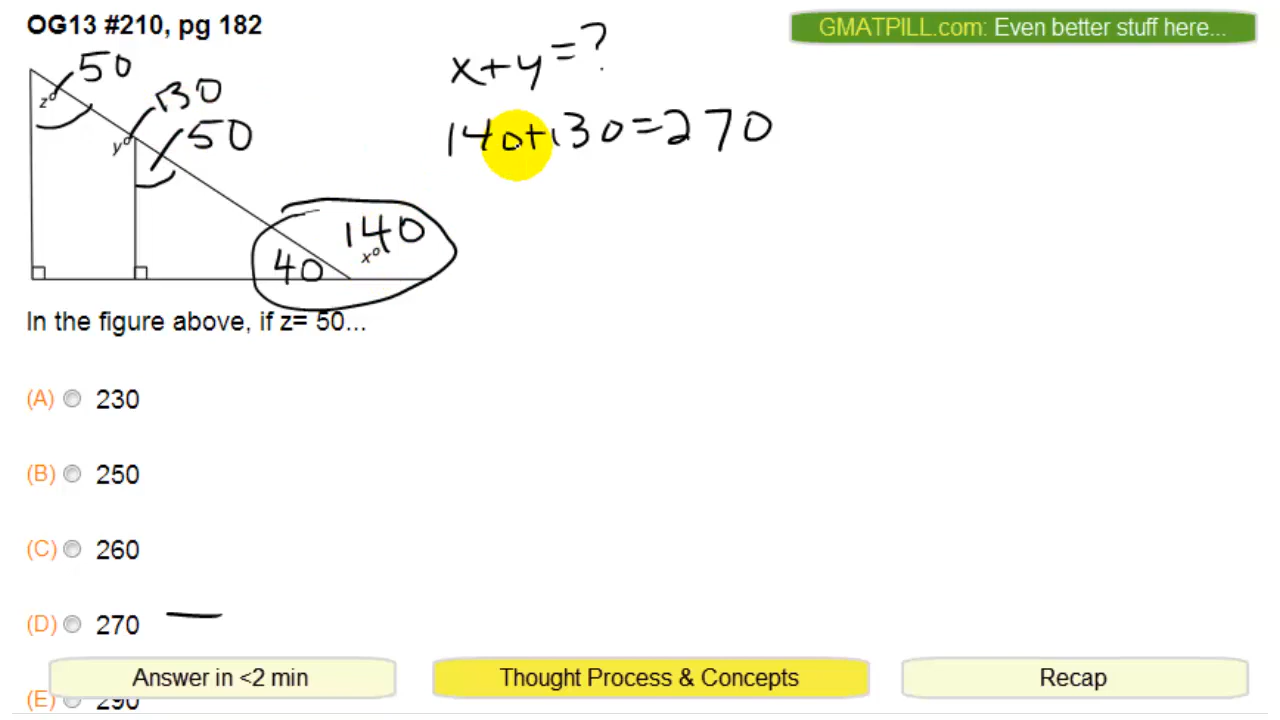 OG13 #210, pg 182
GMATPILL.com: Even better stuff here...
50
z°
130
y°
50
x+y=?
140+130=270
140
x°
40
In the figure above, if z= 50...
(A) 230
(B) 250
(C) 260
(D) 270
(E) 290
Answer in <2 min
Thought Process & Concepts
Recap